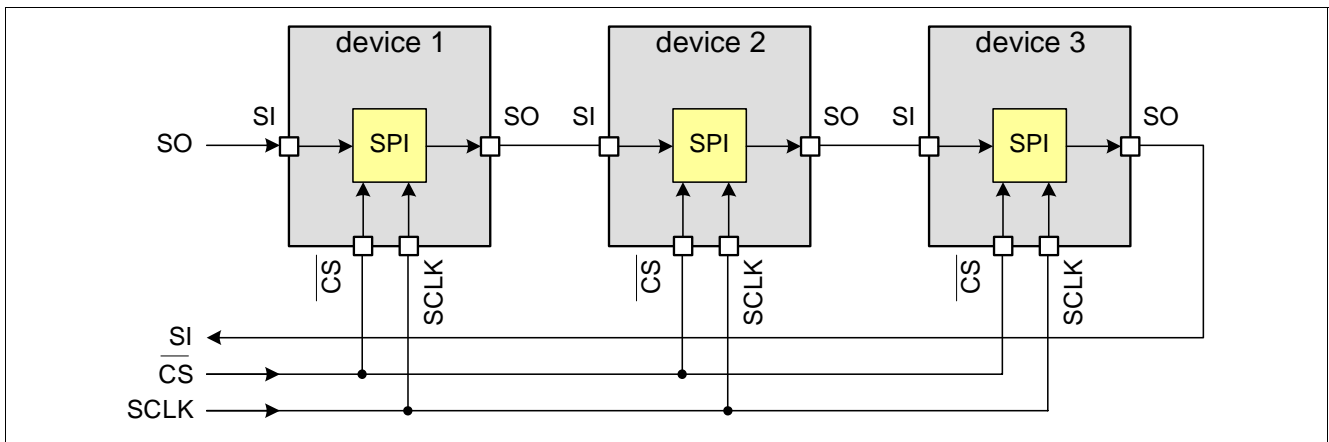 device 1 device 2 device 3
SI SO SI SO SI SO
SO SPI SPI SPI
CS SCLK CS SCLK CS SCLK
SI
CS
SCLK